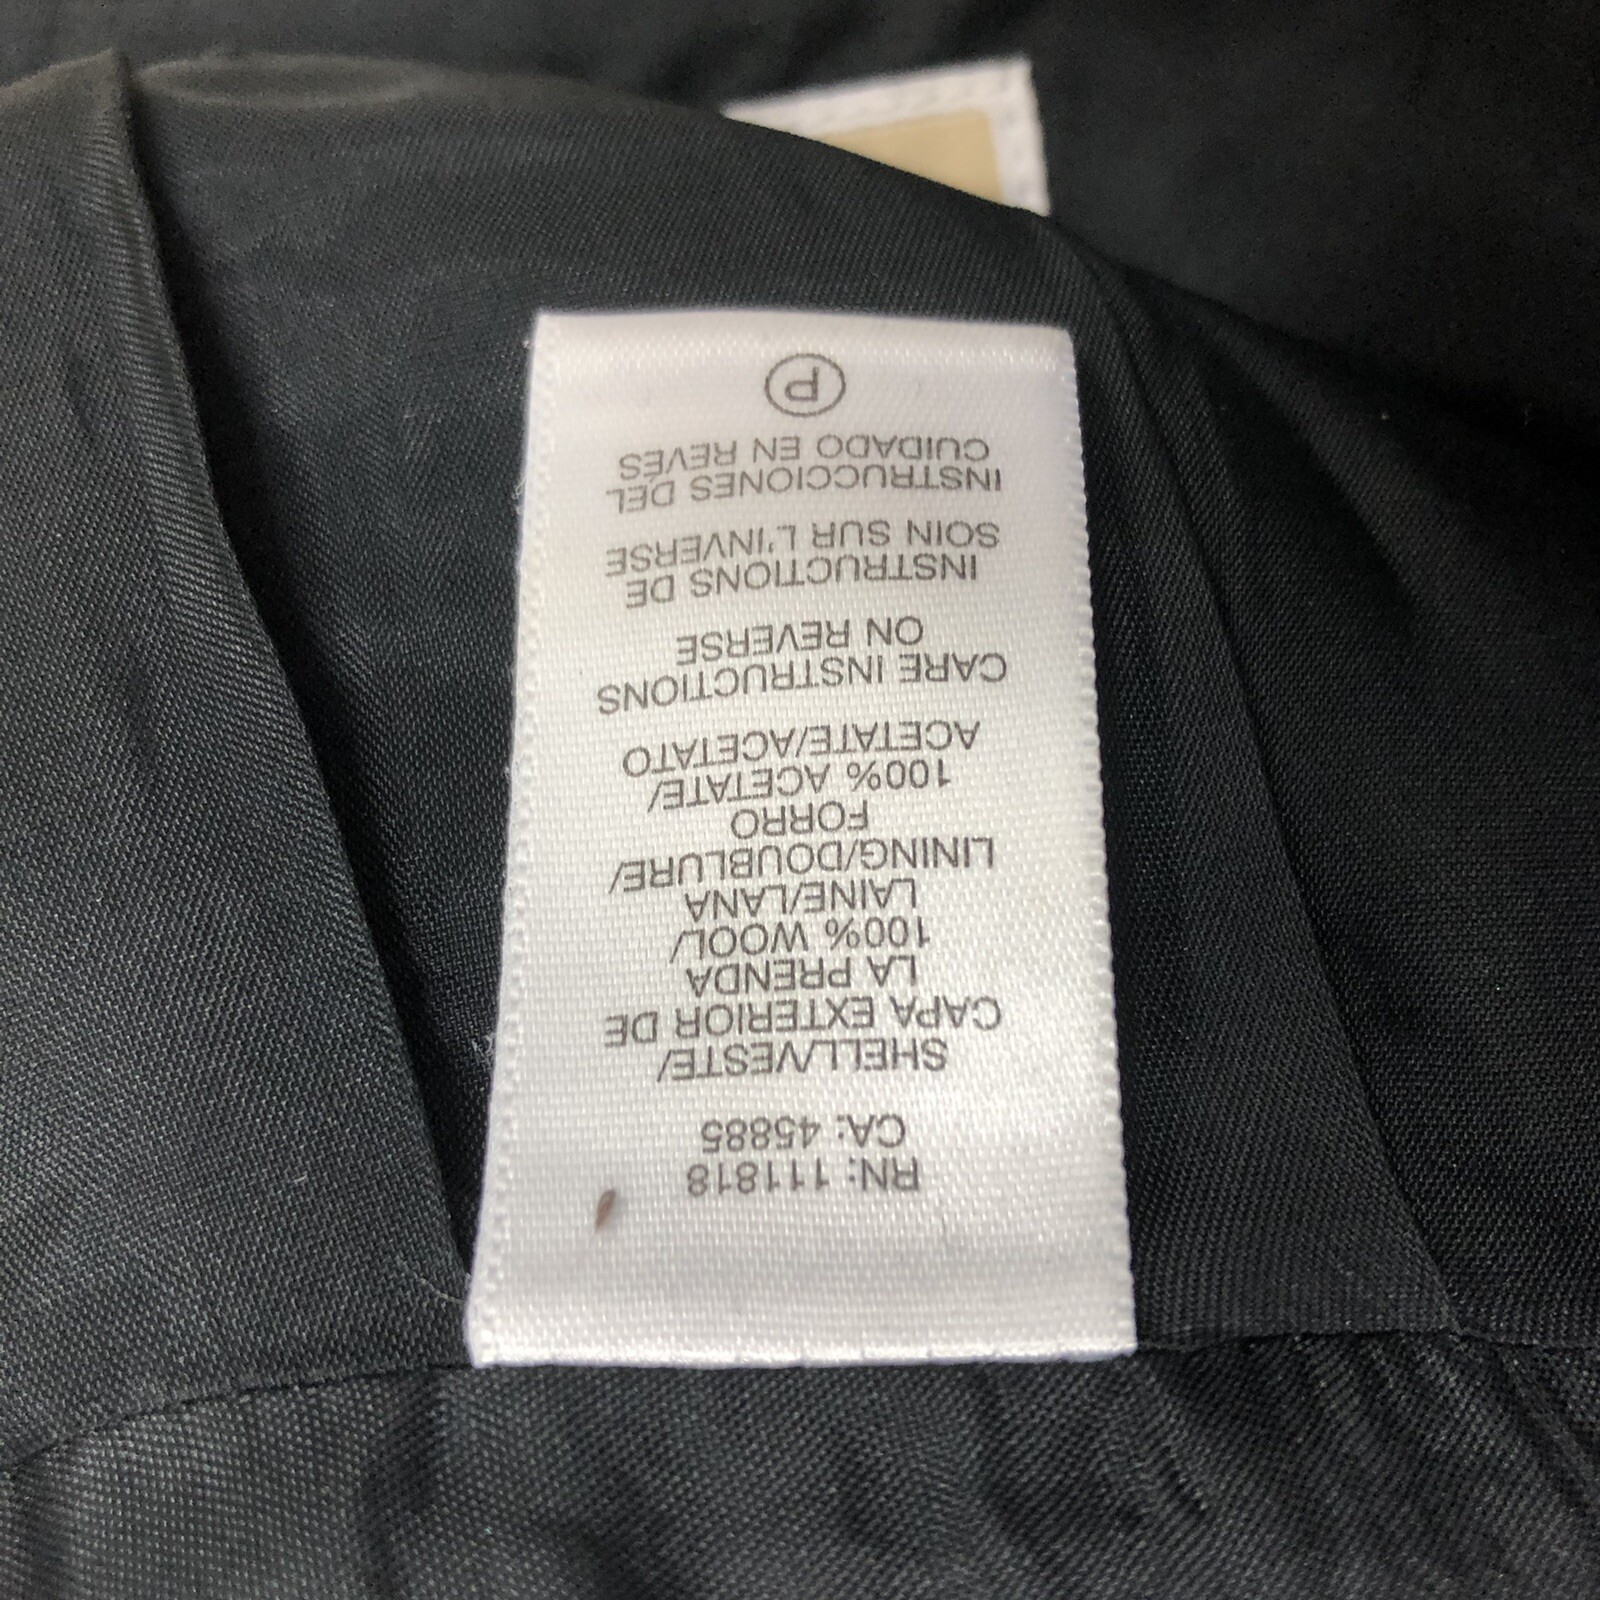 RN: 111818
CA: 45885
SHELL/VESTE/
CAPA EXTERIOR DE
LA PRENDA
100% WOOL/
LAINE/LANA
LINING/DOUBLURE/
FORRO
100% ACETATE/
ACETATE/ACETATO
CARE INSTRUCTIONS
ON REVERSE
INSTRUCTIONS DE
SOIN SUR L'INVERSE
INSTRUCCIONES DEL
CUIDADO EN REVÉS
P